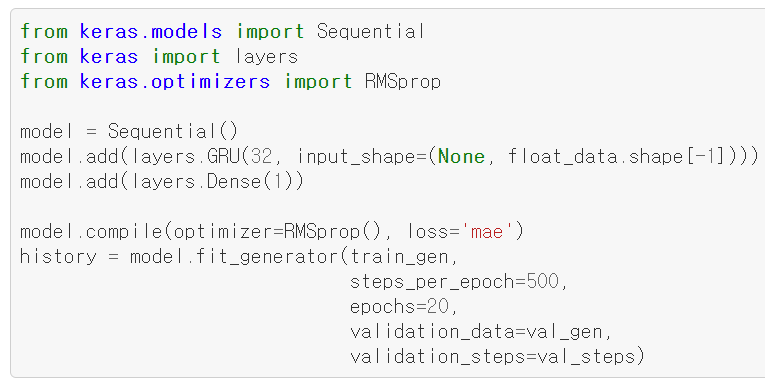 from keras.models import Sequential
from keras import layers
from keras.optimizers import RMSprop
model = Sequential()
model.add(layers.GRU(32, input_shape=(None, float_data.shape[-1])))
model.add(layers.Dense(1))
model.compile(optimizer=RMSprop(), loss='mae')
history = model.fit_generator(train_gen,
steps_per_epoch=500,
epochs=20,
validation_data=val_gen,
validation_steps=val_steps)